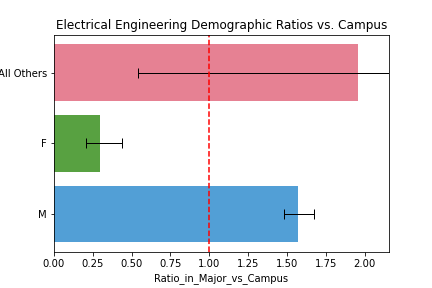 Electrical Engineering Demographic Ratios vs. Campus
All Others
F
M
0.00 0.25 0.50 0.75 1.00 1.25 1.50 1.75 2.00
Ratio_in_Major_vs_Campus